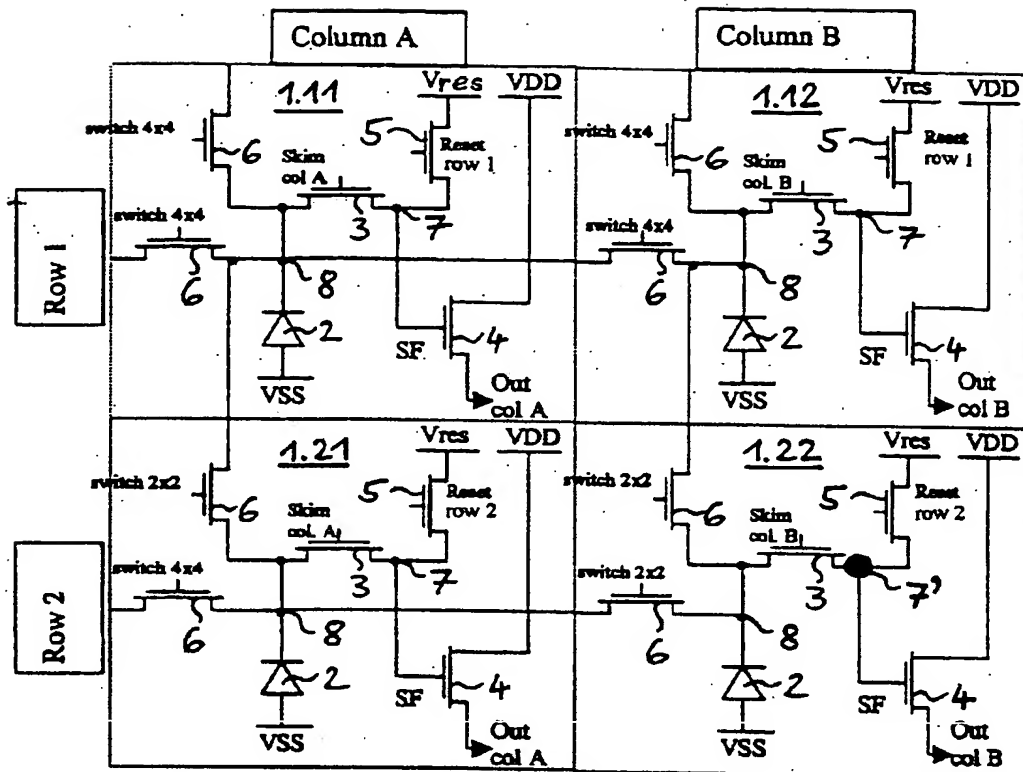 Column A
Column B
1.11
Vres
VDD
switch 4x4
6
5
Reset
row 1
Skim
col A
3
7
switch 4x4
6
8
2
VSS
SF
4
Out
col A
1.12
Vres
VDD
switch 4x4
6
5
Reset
row 1
Skim
col. B
3
7
switch 4x4
6
8
2
VSS
SF
4
Out
col B
Row 1
1.21
Vres
VDD
switch 2x2
6
5
Reset
row 2
Skim
col. A
3
7
switch 4x4
6
8
2
VSS
SF
4
Out
col A
1.22
Vres
VDD
switch 2x2
6
5
Reset
row 2
Skim
col. B
3
7'
switch 2x2
6
8
2
VSS
SF
4
Out
col B
Row 2